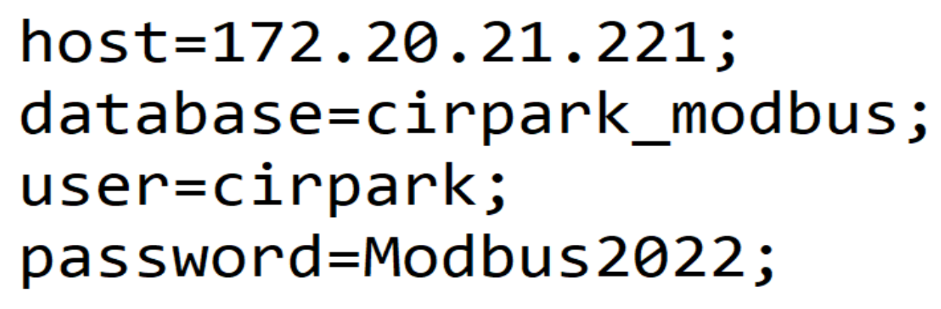 host=172.20.21.221;
database=cirpark_modbus;
user=cirpark;
password=Modbus2022;